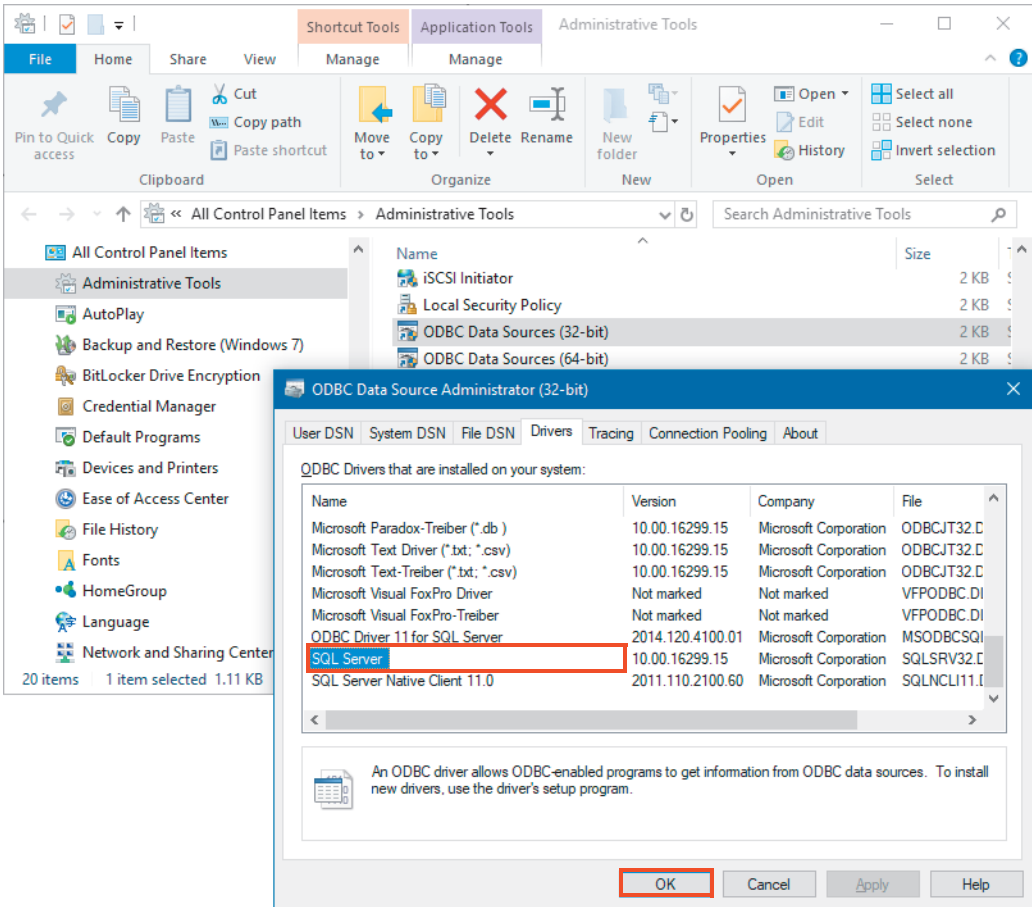 Shortcut Tools Application Tools Administrative Tools
File Home Share View Manage Manage
Pin to Quick access
Copy
Paste
Cut
Copy path
Paste shortcut
Clipboard
Move to
Copy to
Delete
Rename
Organize
New folder
New
Properties
Open
Edit
History
Open
Select all
Select none
Invert selection
Select
« All Control Panel Items > Administrative Tools
Search Administrative Tools
All Control Panel Items
Administrative Tools
AutoPlay
Backup and Restore (Windows 7)
BitLocker Drive Encryption
Credential Manager
Default Programs
Devices and Printers
Ease of Access Center
File History
Fonts
HomeGroup
Language
Network and Sharing Center
20 items 1 item selected 1.11 KB
Name Size
iSCSI Initiator 2 KB
Local Security Policy 2 KB
ODBC Data Sources (32-bit) 2 KB
ODBC Data Sources (64-bit) 2 KB
ODBC Data Source Administrator (32-bit)
User DSN System DSN File DSN Drivers Tracing Connection Pooling About
ODBC Drivers that are installed on your system:
Name Version Company File
Microsoft Paradox-Treiber (*.db ) 10.00.16299.15 Microsoft Corporation ODBCJT32.D
Microsoft Text Driver (*.txt; *.csv) 10.00.16299.15 Microsoft Corporation ODBCJT32.D
Microsoft Text-Treiber (*.txt; *.csv) 10.00.16299.15 Microsoft Corporation ODBCJT32.D
Microsoft Visual FoxPro Driver Not marked Not marked VFPODBC.Dl
Microsoft Visual FoxPro-Treiber Not marked Not marked VFPODBC.Dl
ODBC Driver 11 for SQL Server 2014.120.4100.01 Microsoft Corporation MSODBCSQl
SQL Server 10.00.16299.15 Microsoft Corporation SQLSRV32.D
SQL Server Native Client 11.0 2011.110.2100.60 Microsoft Corporation SQLNCLI11.D
An ODBC driver allows ODBC-enabled programs to get information from ODBC data sources. To install
new drivers, use the driver's setup program.
OK Cancel Apply Help